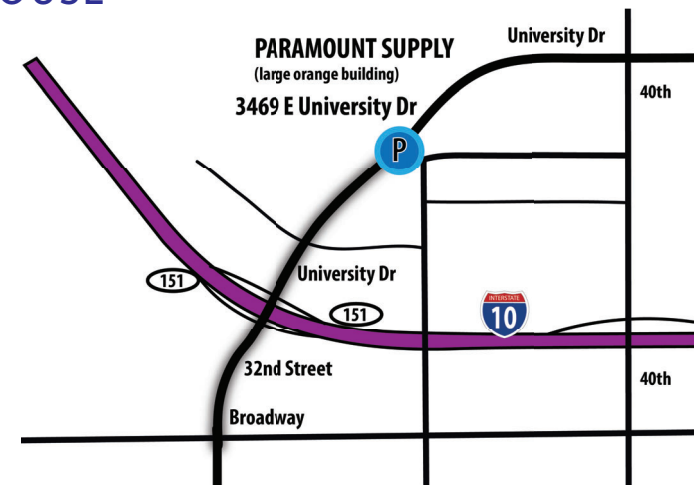 OUSE
PARAMOUNT SUPPLY
(large orange building)
3469 E University Dr
University Dr
40th
P
University Dr
151
151
INTERSTATE
10
32nd Street
40th
Broadway